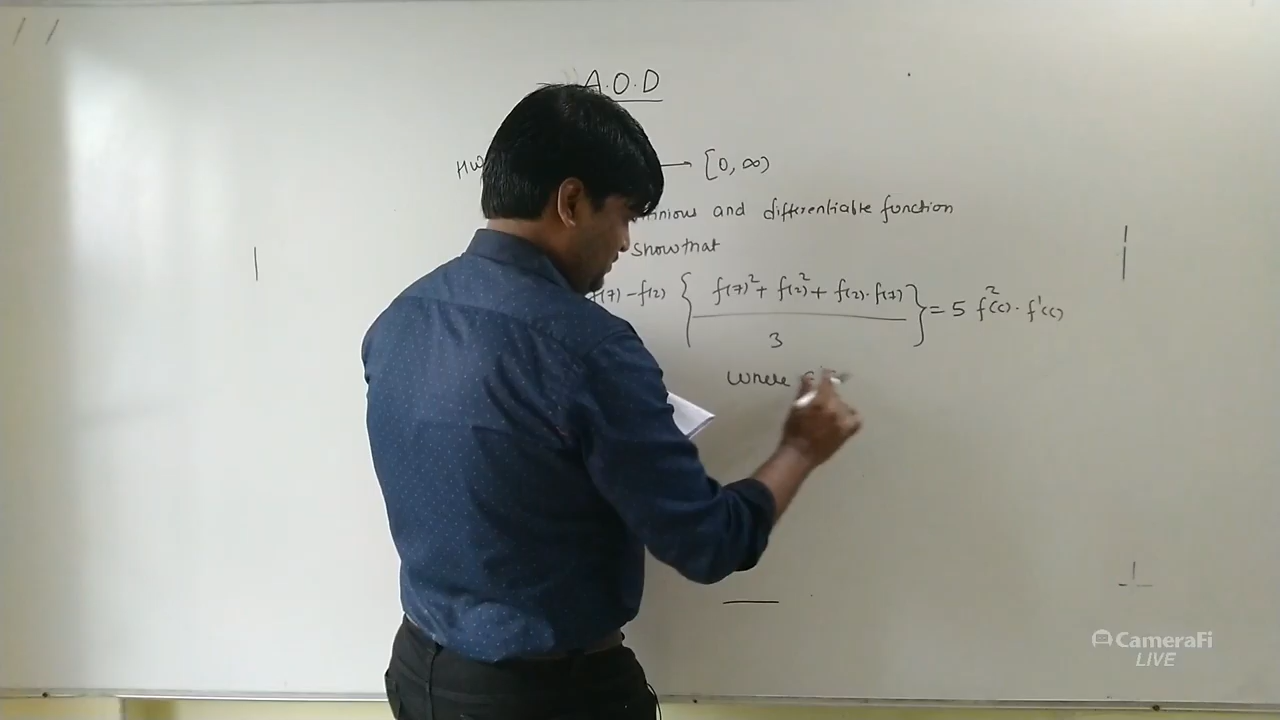 A.O.D
HW → [0, ∞)
and differentiable function
show that
f(7) - f(2) { f(7)² + f(2)² + f(2)·f(7) / 3 } = 5 f²(c) · f'(c)
where
CameraFi
LIVE